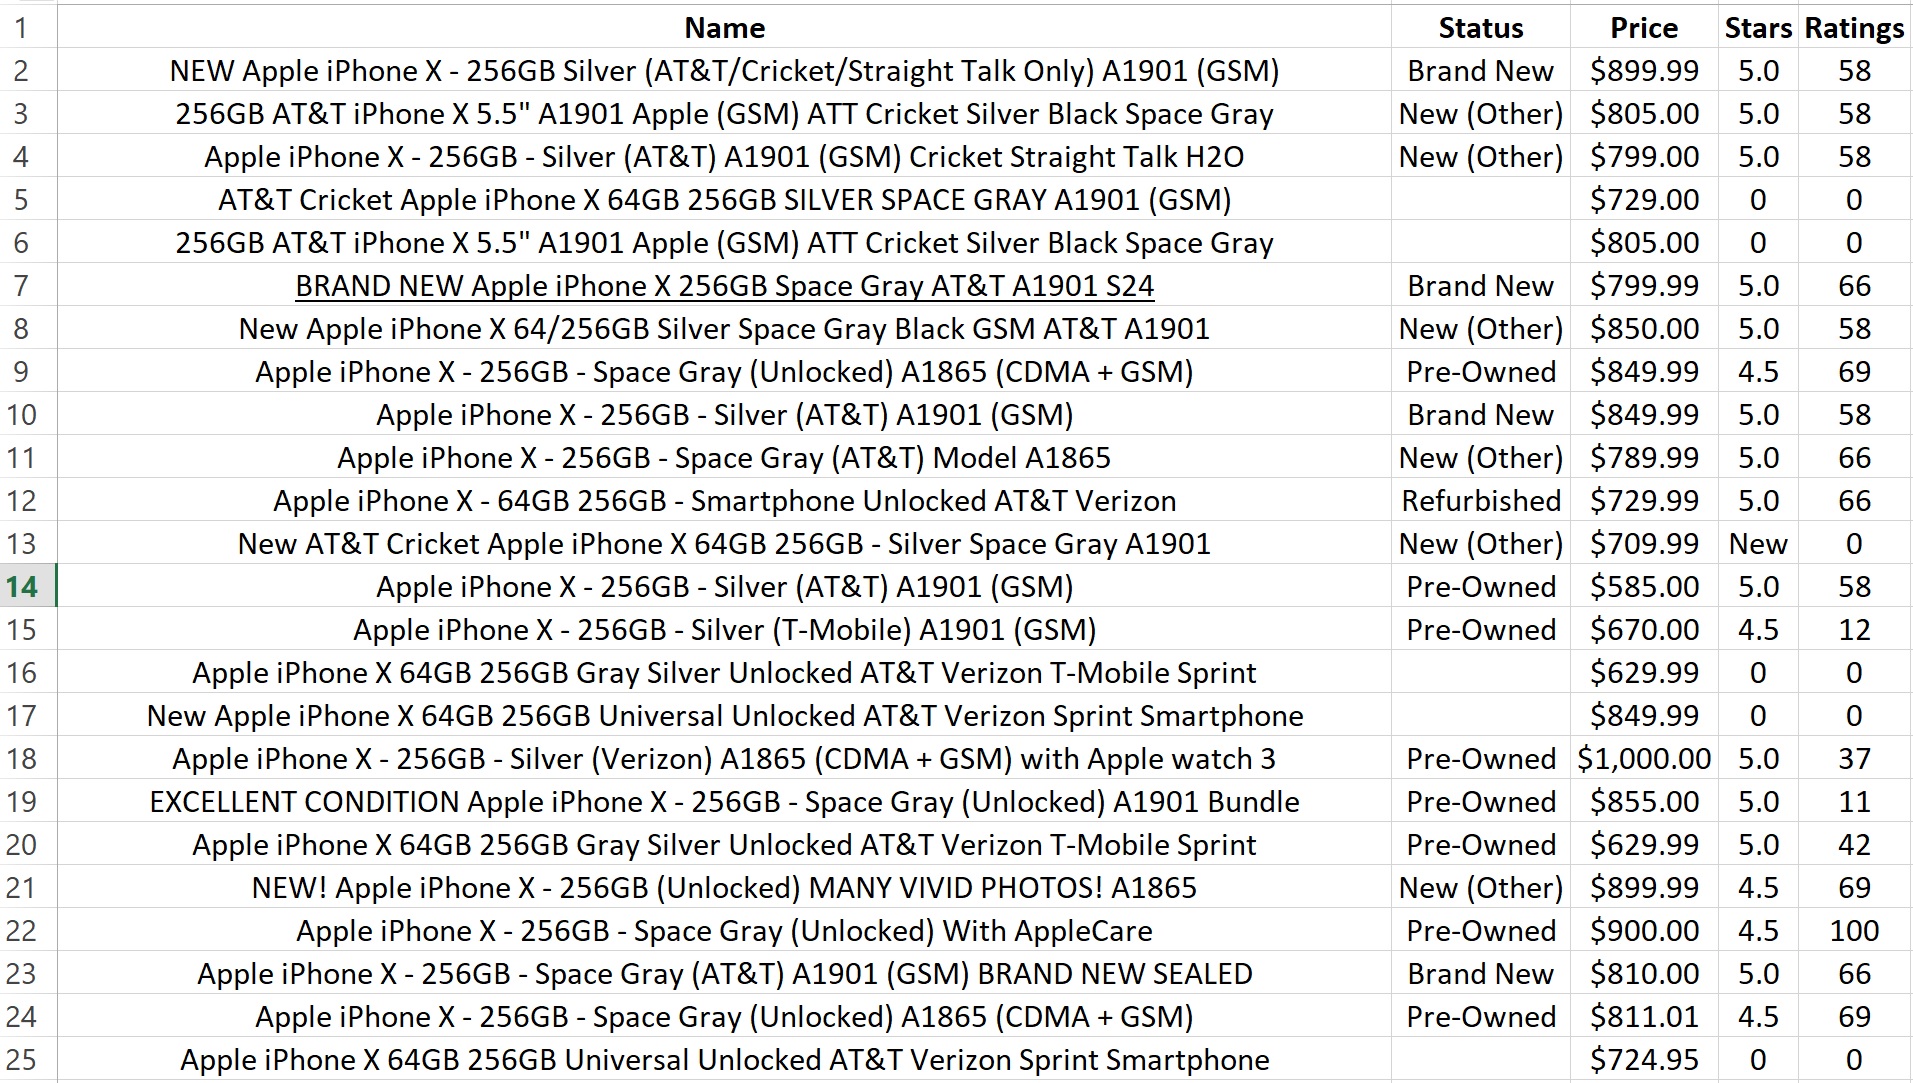 1 Name Status Price Stars Ratings
2 NEW Apple iPhone X - 256GB Silver (AT&T/Cricket/Straight Talk Only) A1901 (GSM) Brand New $899.99 5.0 58
3 256GB AT&T iPhone X 5.5" A1901 Apple (GSM) ATT Cricket Silver Black Space Gray New (Other) $805.00 5.0 58
4 Apple iPhone X - 256GB - Silver (AT&T) A1901 (GSM) Cricket Straight Talk H2O New (Other) $799.00 5.0 58
5 AT&T Cricket Apple iPhone X 64GB 256GB SILVER SPACE GRAY A1901 (GSM) $729.00 0 0
6 256GB AT&T iPhone X 5.5" A1901 Apple (GSM) ATT Cricket Silver Black Space Gray $805.00 0 0
7 BRAND NEW Apple iPhone X 256GB Space Gray AT&T A1901 S24 Brand New $799.99 5.0 66
8 New Apple iPhone X 64/256GB Silver Space Gray Black GSM AT&T A1901 New (Other) $850.00 5.0 58
9 Apple iPhone X - 256GB - Space Gray (Unlocked) A1865 (CDMA + GSM) Pre-Owned $849.99 4.5 69
10 Apple iPhone X - 256GB - Silver (AT&T) A1901 (GSM) Brand New $849.99 5.0 58
11 Apple iPhone X - 256GB - Space Gray (AT&T) Model A1865 New (Other) $789.99 5.0 66
12 Apple iPhone X - 64GB 256GB - Smartphone Unlocked AT&T Verizon Refurbished $729.99 5.0 66
13 New AT&T Cricket Apple iPhone X 64GB 256GB - Silver Space Gray A1901 New (Other) $709.99 New 0
14 Apple iPhone X - 256GB - Silver (AT&T) A1901 (GSM) Pre-Owned $585.00 5.0 58
15 Apple iPhone X - 256GB - Silver (T-Mobile) A1901 (GSM) Pre-Owned $670.00 4.5 12
16 Apple iPhone X 64GB 256GB Gray Silver Unlocked AT&T Verizon T-Mobile Sprint $629.99 0 0
17 New Apple iPhone X 64GB 256GB Universal Unlocked AT&T Verizon Sprint Smartphone $849.99 0 0
18 Apple iPhone X - 256GB - Silver (Verizon) A1865 (CDMA + GSM) with Apple watch 3 Pre-Owned $1,000.00 5.0 37
19 EXCELLENT CONDITION Apple iPhone X - 256GB - Space Gray (Unlocked) A1901 Bundle Pre-Owned $855.00 5.0 11
20 Apple iPhone X 64GB 256GB Gray Silver Unlocked AT&T Verizon T-Mobile Sprint Pre-Owned $629.99 5.0 42
21 NEW! Apple iPhone X - 256GB (Unlocked) MANY VIVID PHOTOS! A1865 New (Other) $899.99 4.5 69
22 Apple iPhone X - 256GB - Space Gray (Unlocked) With AppleCare Pre-Owned $900.00 4.5 100
23 Apple iPhone X - 256GB - Space Gray (AT&T) A1901 (GSM) BRAND NEW SEALED Brand New $810.00 5.0 66
24 Apple iPhone X - 256GB - Space Gray (Unlocked) A1865 (CDMA + GSM) Pre-Owned $811.01 4.5 69
25 Apple iPhone X 64GB 256GB Universal Unlocked AT&T Verizon Sprint Smartphone $724.95 0 0